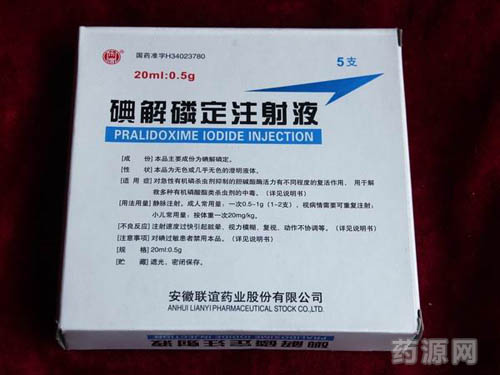 国药准字H34023780
20ml:0.5g
5支
碘解磷定注射液
PRALIDOXIME IODIDE INJECTION
[成 份]本品主要成份为碘解磷定。
[性 状]本品为无色或几乎无色的澄明液体。
[适 用 症]对急性有机磷杀虫剂抑制的胆碱酯酶活力有不同程度的复活作用，用于解
救多种有机磷酸酯类杀虫剂的中毒。（详见说明书）
[用法用量]静脉注射。成人常用量：一次0.5~1g（1~2支），视病情需要可重复注射；
小儿常用量：按体重一次20mg/kg。
[不良反应]注射速度过快引起眩晕、视力模糊、复视、动作不协调等。（详见说明书）
[注意事项]对碘过敏患者禁用本品。（详见说明书）
[规 格]20ml:0.5g
[贮 藏]遮光，密闭保存。
安徽联谊药业股份有限公司
ANHUI LIANYI PHARMACEUTICAL STOCK CO.,LTD.
碘解磷定注射液
药源网